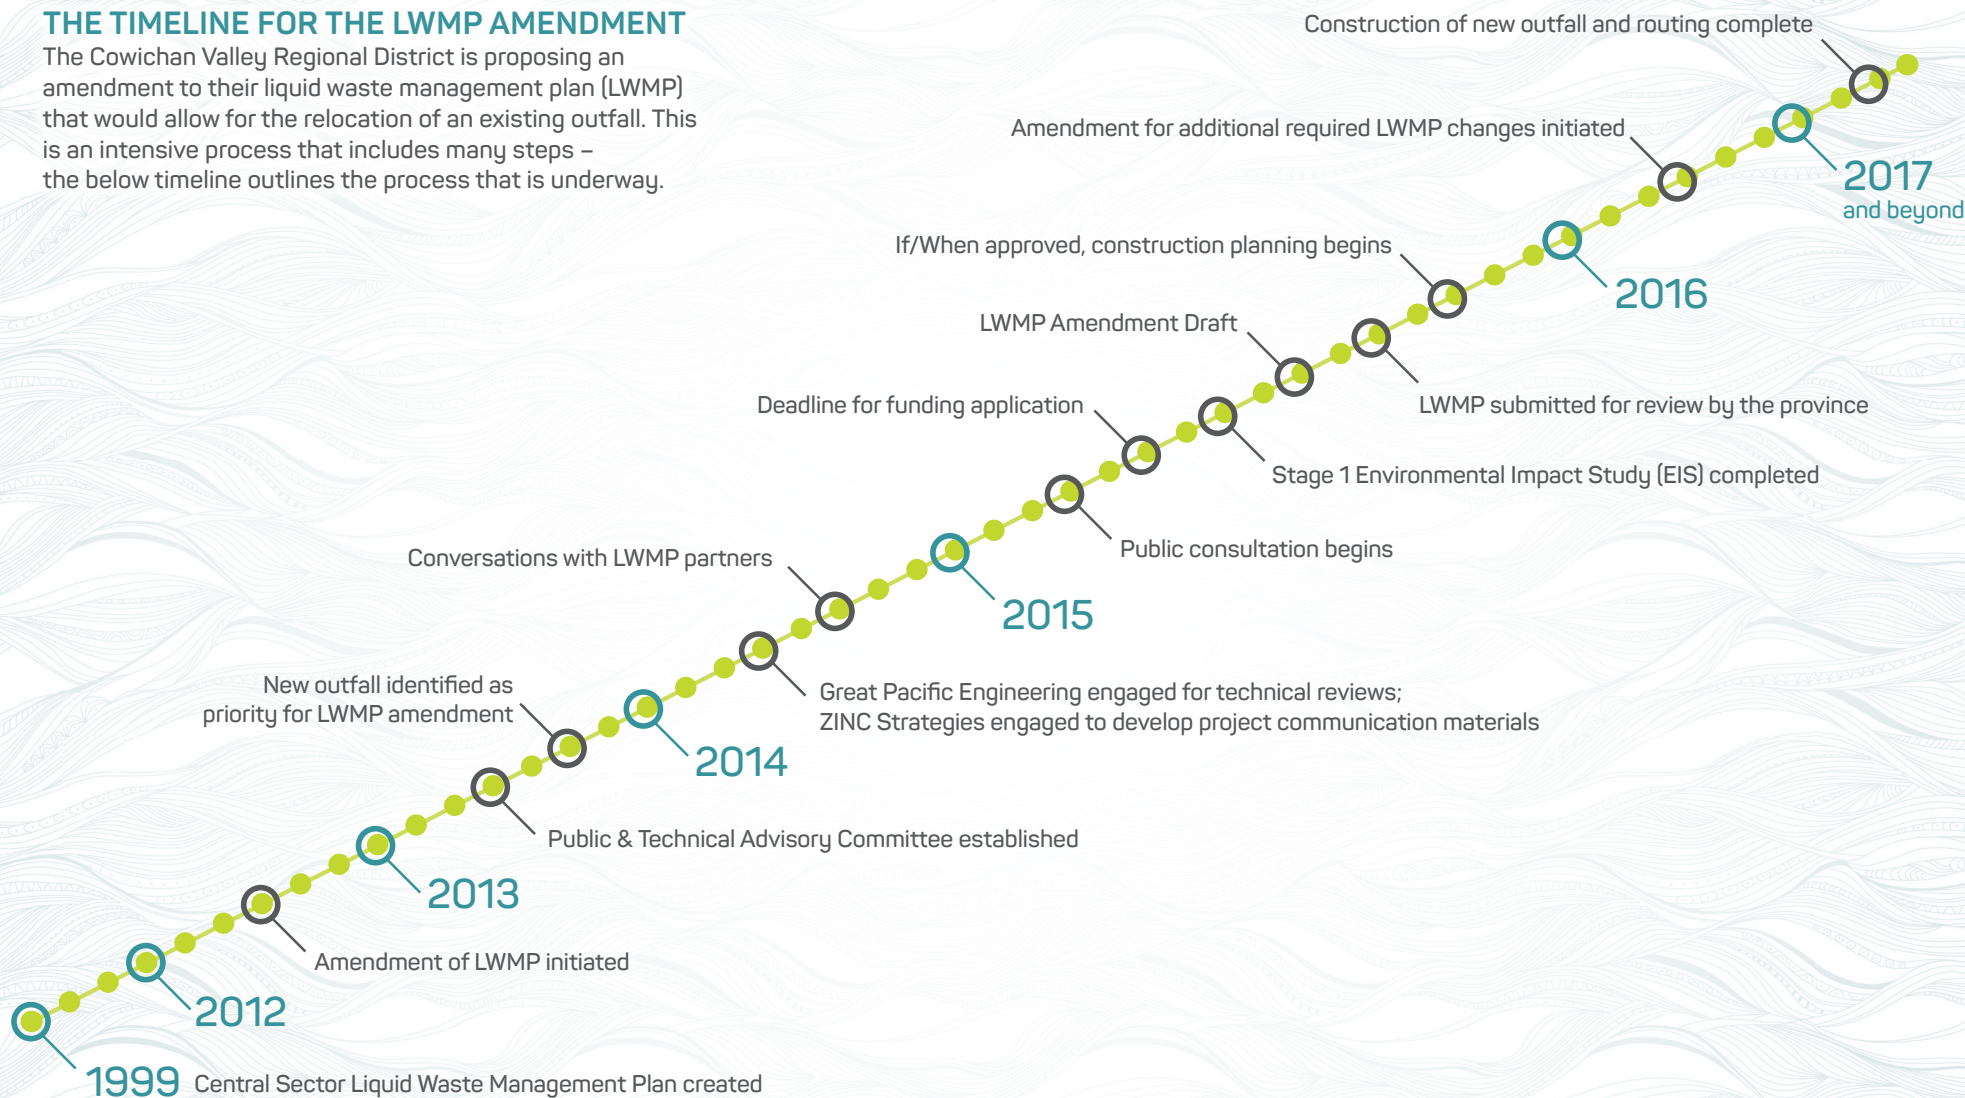 THE TIMELINE FOR THE LWMP AMENDMENT
The Cowichan Valley Regional District is proposing an
amendment to their liquid waste management plan (LWMP)
that would allow for the relocation of an existing outfall. This
is an intensive process that includes many steps –
the below timeline outlines the process that is underway.
Construction of new outfall and routing complete
Amendment for additional required LWMP changes initiated
2017
and beyond
If/When approved, construction planning begins
2016
LWMP Amendment Draft
LWMP submitted for review by the province
Deadline for funding application
Stage 1 Environmental Impact Study (EIS) completed
Public consultation begins
Conversations with LWMP partners
2015
New outfall identified as
priority for LWMP amendment
Great Pacific Engineering engaged for technical reviews;
ZINC Strategies engaged to develop project communication materials
2014
Public & Technical Advisory Committee established
2013
Amendment of LWMP initiated
2012
1999 Central Sector Liquid Waste Management Plan created